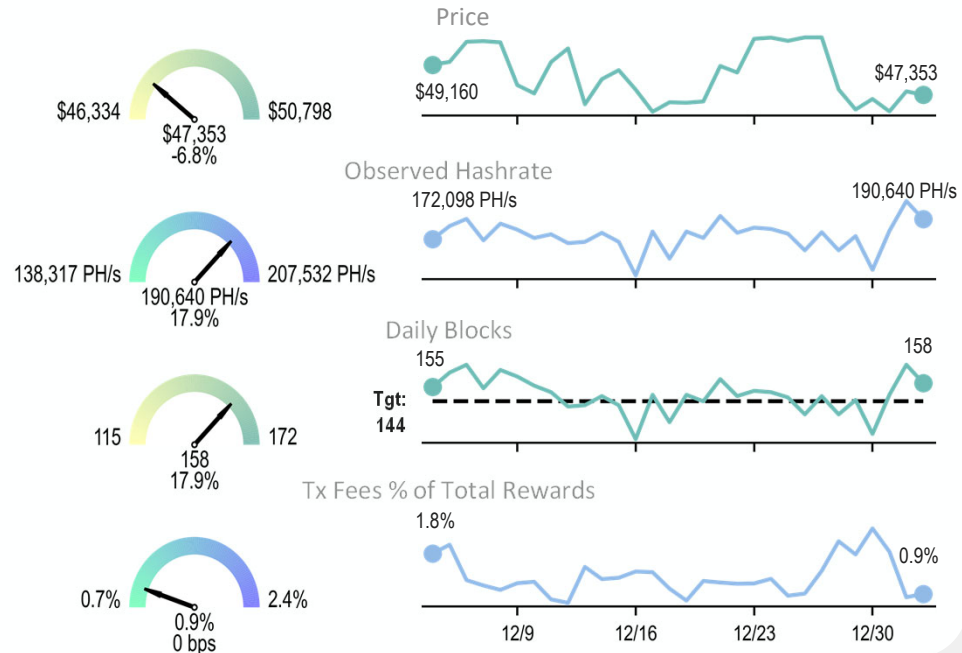 Price
$46,334
$50,798
$47,353
-6.8%
$49,160
$47,353
Observed Hashrate
138,317 PH/s
207,532 PH/s
190,640 PH/s
17.9%
172,098 PH/s
190,640 PH/s
Daily Blocks
115
172
158
17.9%
155
158
Tgt:
144
Tx Fees % of Total Rewards
0.7%
2.4%
0.9%
0 bps
1.8%
0.9%
12/9
12/16
12/23
12/30